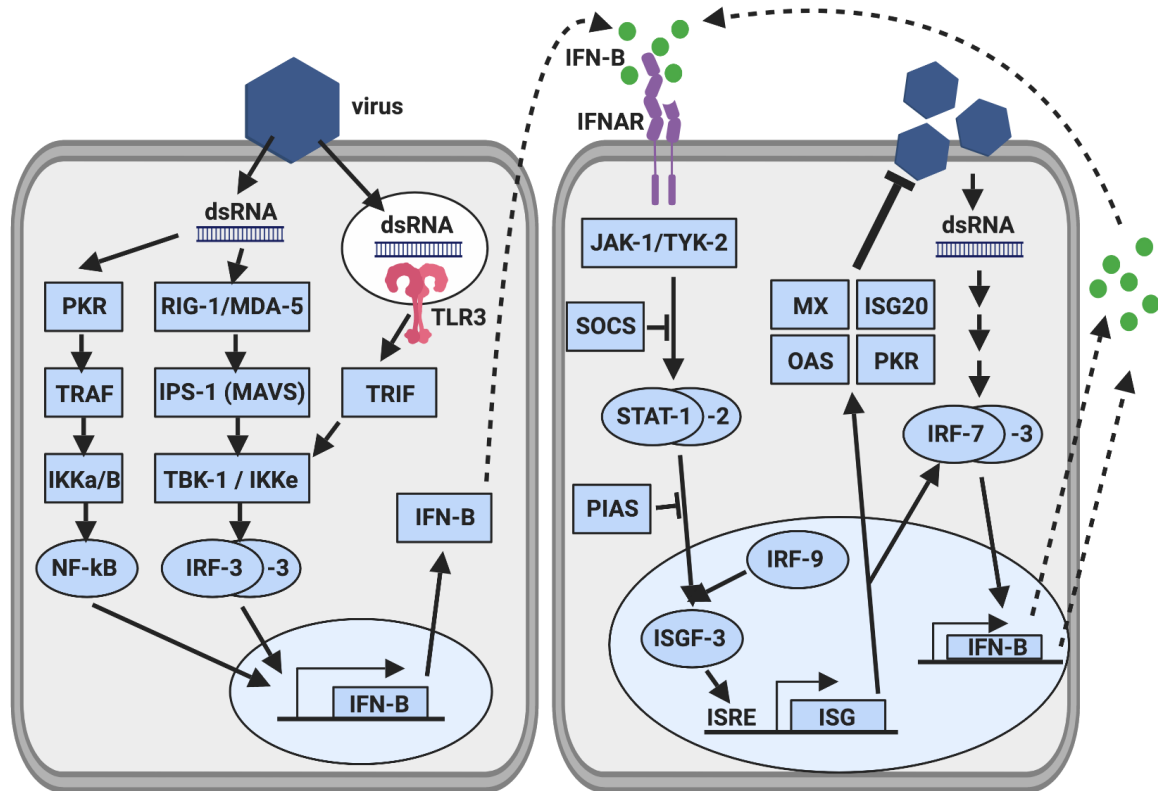 virus
dsRNA
dsRNA
PKR
RIG-1/MDA-5
TLR3
TRAF
IPS-1 (MAVS)
TRIF
IKKa/B
TBK-1 / IKKe
IFN-B
NF-kB
IRF-3
-3
IFN-B
IFN-B
IFNAR
JAK-1/TYK-2
SOCS
STAT-1
-2
PIAS
IRF-9
ISGF-3
ISRE
ISG
MX
ISG20
OAS
PKR
dsRNA
IRF-7
-3
IFN-B